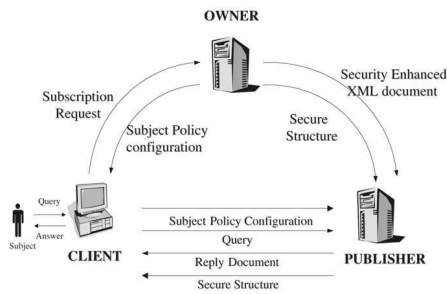 OWNER
Subscription
Request
Subject Policy
configuration
Security Enhanced
XML document
Secure
Structure
Query
Answer
Subject
CLIENT
Subject Policy Configuration
Query
Reply Document
Secure Structure
PUBLISHER